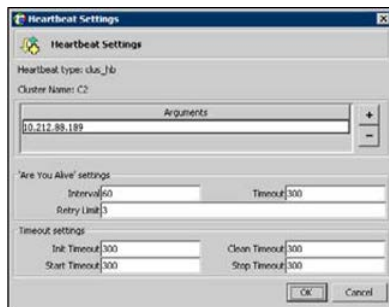 Heartbeat Settings
Heartbeat Settings
Heartbeat type: clus_hb
Cluster Name: C2
Arguments
10.212.88.189
+
-
'Are You Alive' settings
Interval 60 Timeout 300
Retry Limit 3
Timeout settings
Init Timeout 300 Clean Timeout 300
Start Timeout 300 Stop Timeout 300
OK Cancel